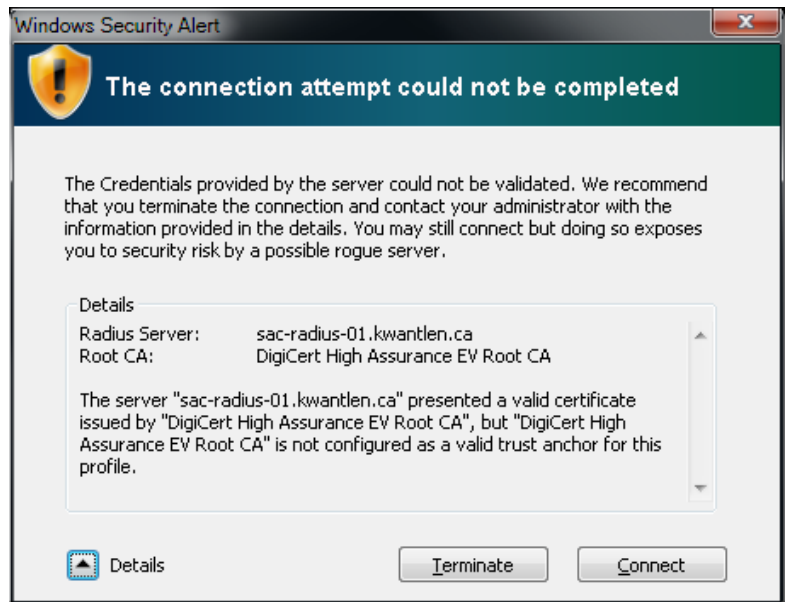 Windows Security Alert
The connection attempt could not be completed
The Credentials provided by the server could not be validated. We recommend
that you terminate the connection and contact your administrator with the
information provided in the details. You may still connect but doing so exposes
you to security risk by a possible rogue server.
Details
Radius Server: sac-radius-01.kwantlen.ca
Root CA: DigiCert High Assurance EV Root CA
The server "sac-radius-01.kwantlen.ca" presented a valid certificate
issued by "DigiCert High Assurance EV Root CA", but "DigiCert High
Assurance EV Root CA" is not configured as a valid trust anchor for this
profile.
Details Terminate Connect